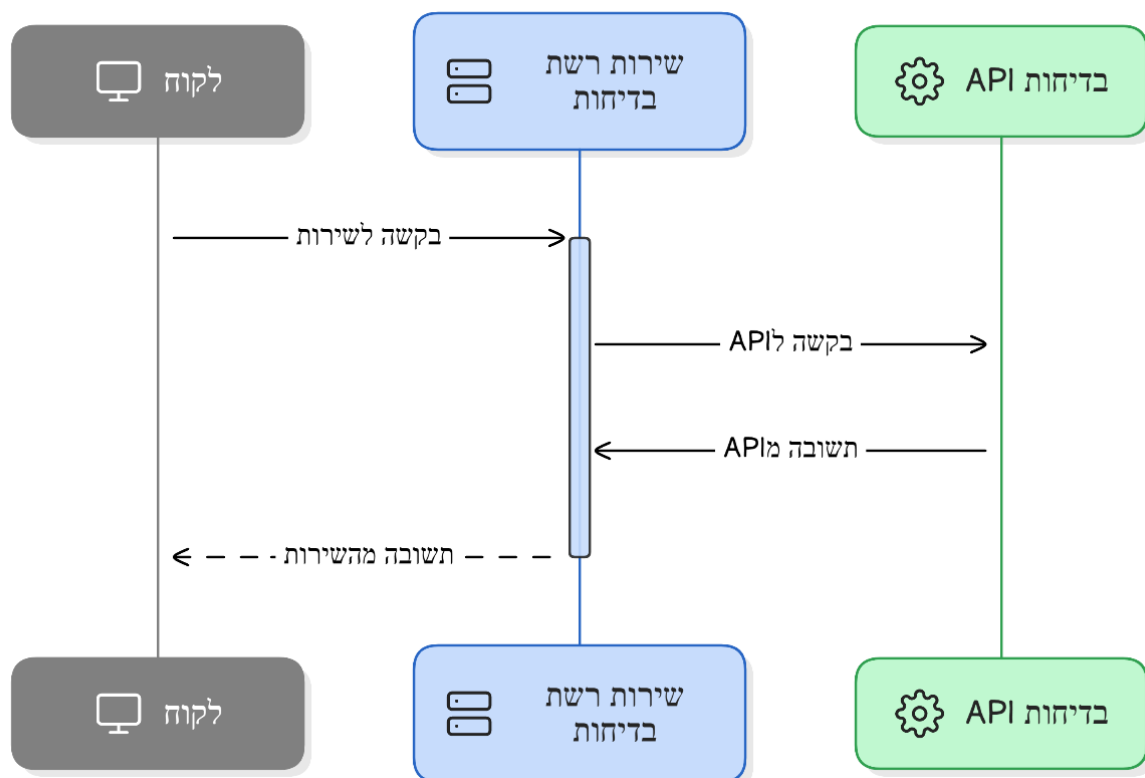 לקוח
שירות רשת
בדיחות
בדיחות API
בקשה לשירות
בקשה לAPI
תשובה מAPI
תשובה מהשירות
לקוח
שירות רשת
בדיחות
בדיחות API